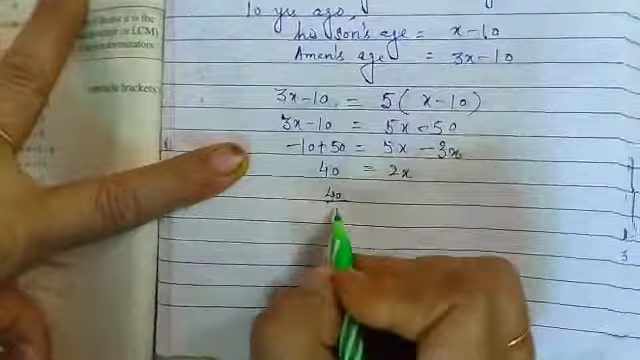 10 yrs ago,
his son's age = x-10
Aman's age = 3x-10
3x-10 = 5(x-10)
3x-10 = 5x-50
-10+50 = 5x-3x
40 = 2x
40